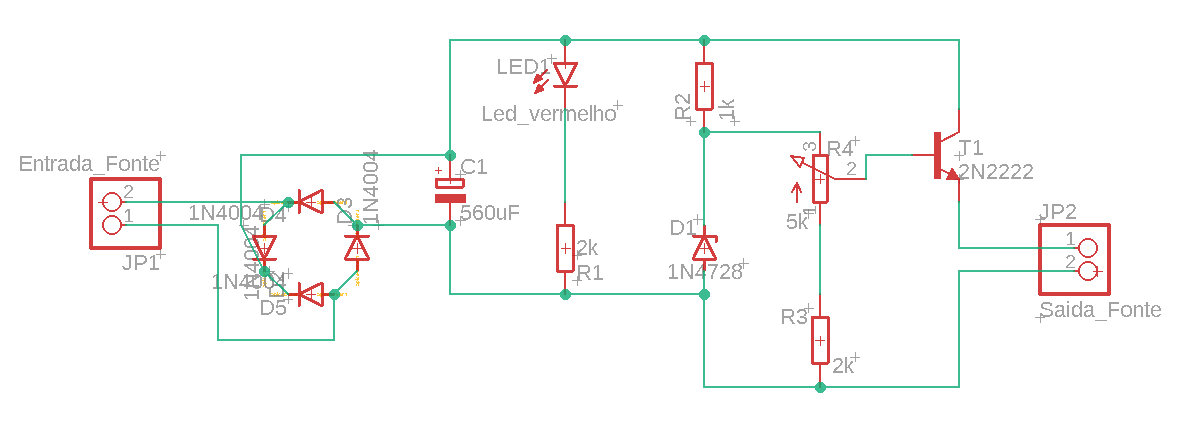 Entrada_Fonte
2
1
JP1
1N4004
D4
D3
1N4004
1N4004
1N4004
D5
C1
560uF
LED1
Led_vermelho
2k
R1
R2
1k
D1
1N4728
3
R4
2
5k
1
R3
2k
T1
2N2222
JP2
1
2
Saida_Fonte